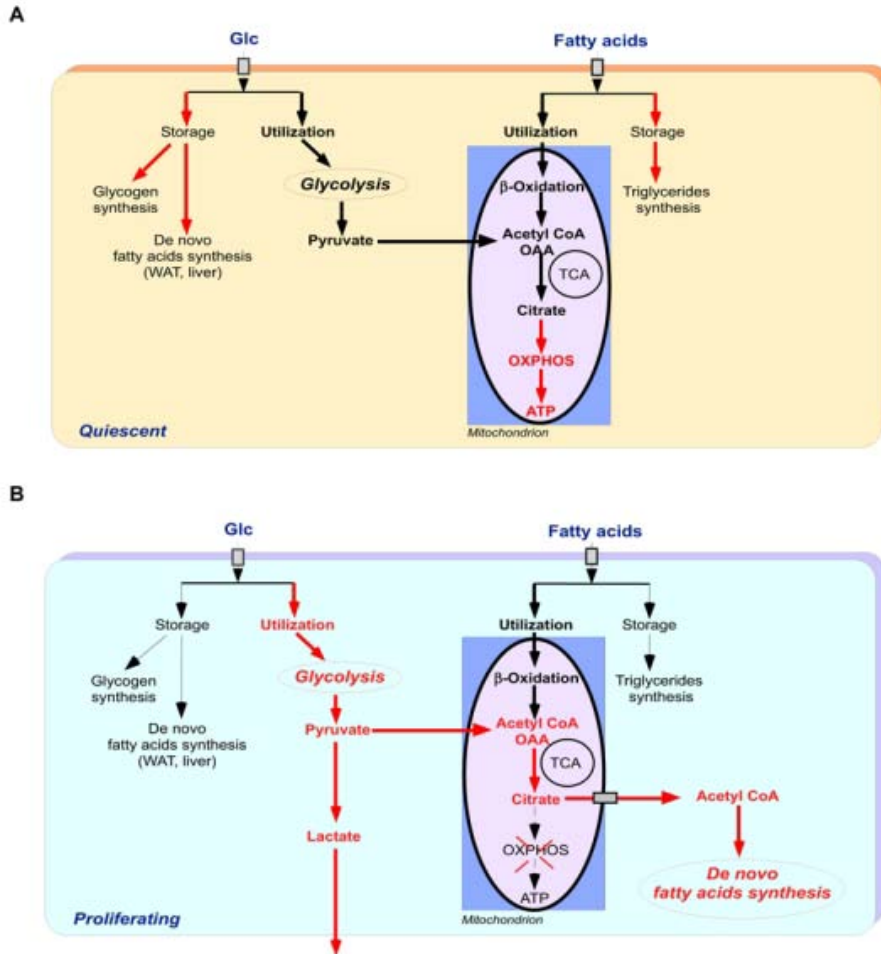 A
Glc
Fatty acids
Storage
Utilization
Utilization
Storage
Glycogen
synthesis
Glycolysis
β-Oxidation
Triglycerides
synthesis
De novo
fatty acids synthesis
(WAT, liver)
Pyruvate
Acetyl CoA
OAA
TCA
Citrate
OXPHOS
ATP
Quiescent
Mitochondrion
B
Glc
Fatty acids
Storage
Utilization
Utilization
Storage
Glycogen
synthesis
Glycolysis
β-Oxidation
Triglycerides
synthesis
De novo
fatty acids synthesis
(WAT, liver)
Pyruvate
Acetyl CoA
OAA
TCA
Citrate
Acetyl CoA
Lactate
OXPHOS
De novo
fatty acids synthesis
ATP
Proliferating
Mitochondrion